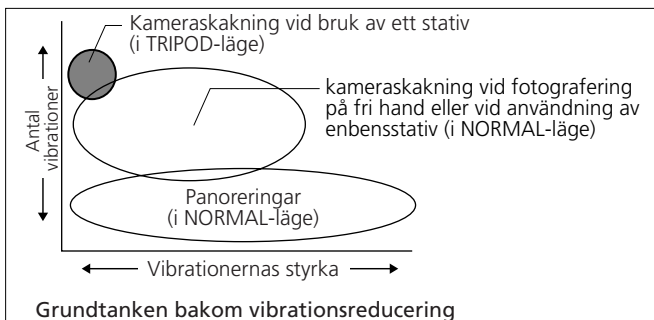 Kameraskakning vid bruk av ett stativ
(i TRIPOD-läge)
kameraskakning vid fotografering
på fri hand eller vid användning av
enbensstativ (i NORMAL-läge)
Antal
vibrationer
Panoreringar
(i NORMAL-läge)
Vibrationernas styrka
Grundtanken bakom vibrationsreducering